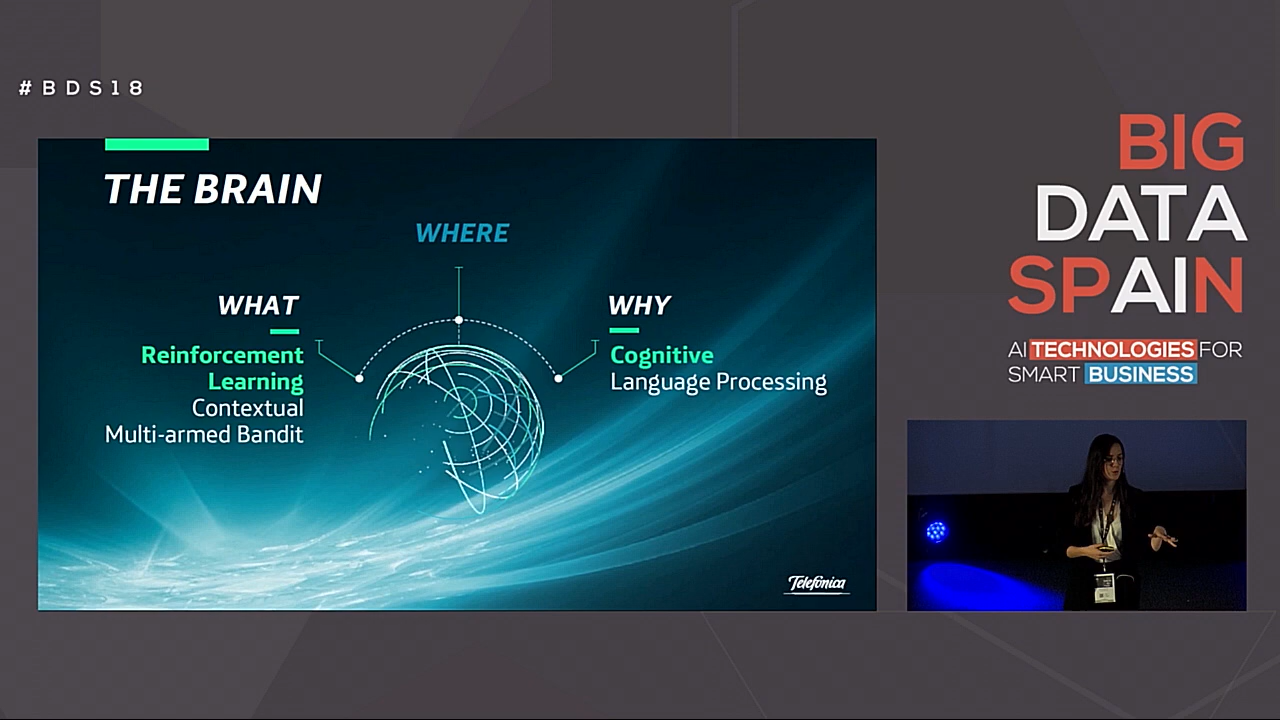 #BDS18
THE BRAIN
WHERE
WHAT
Reinforcement
Learning
Contextual
Multi-armed Bandit
WHY
Cognitive
Language Processing
Telefónica
BIG
DATA
SPAIN
AI TECHNOLOGIES FOR
SMART BUSINESS